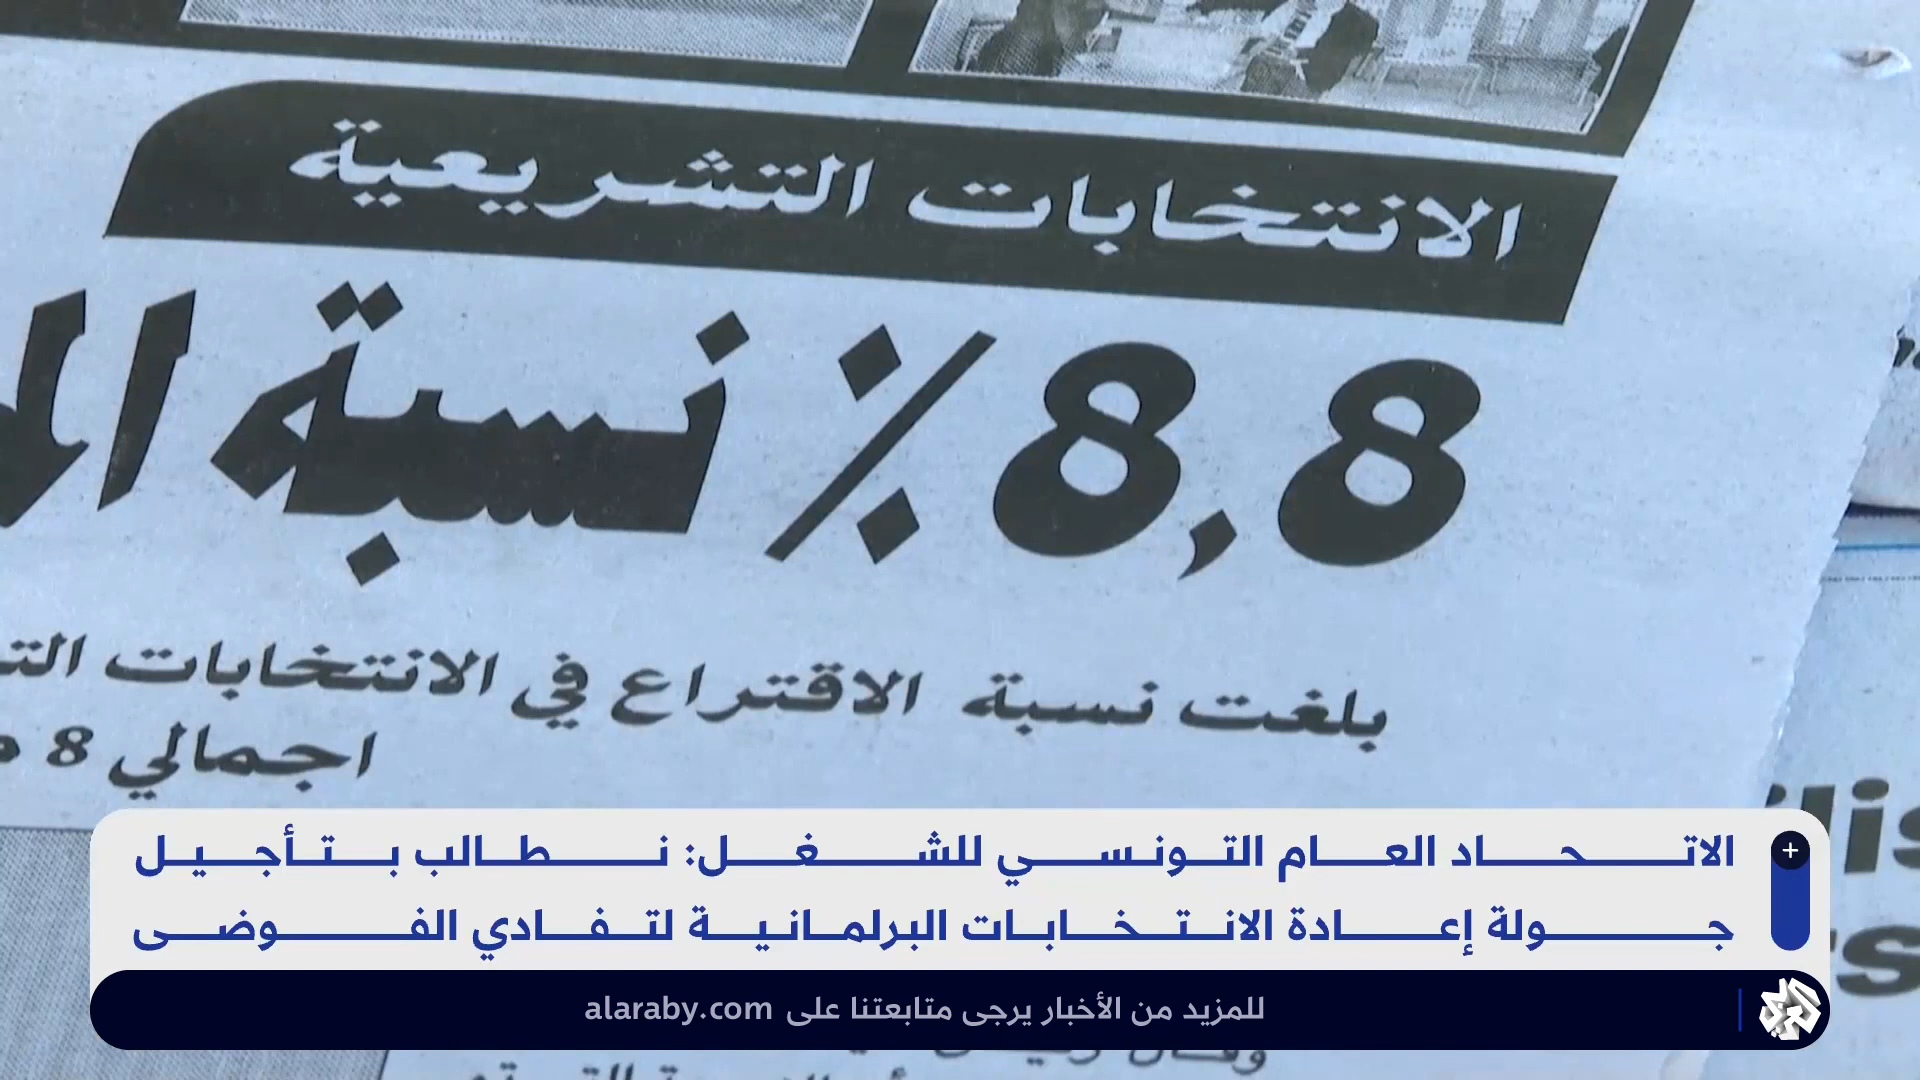 الانتخابات التشريعية
8,8٪ نسبة
بلغت نسبة الاقتراع في الانتخابات
اجمالي 8
الاتحاد العام التونسي للشغل: نطالب بتأجيل
جولة إعادة الانتخابات البرلمانية لتفادي الفوضى
للمزيد من الأخبار يرجى متابعتنا على alaraby.com